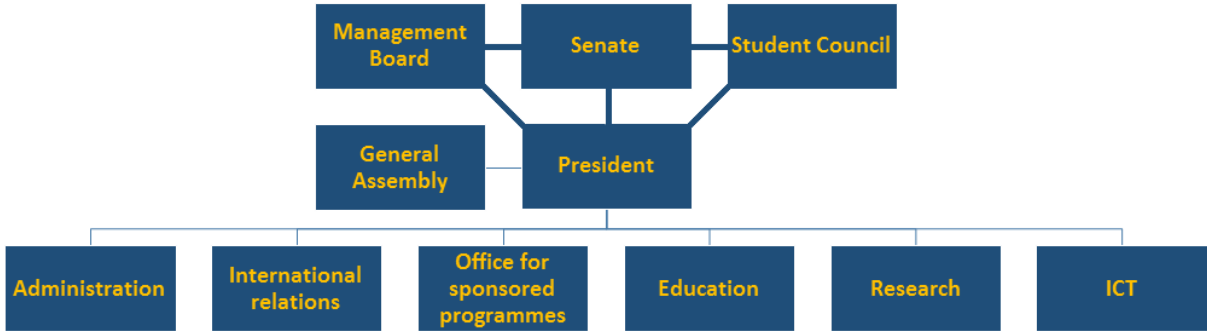 Management
Board
Senate
Student Council
General
Assembly
President
Administration
International
relations
Office for
sponsored
programmes
Education
Research
ICT